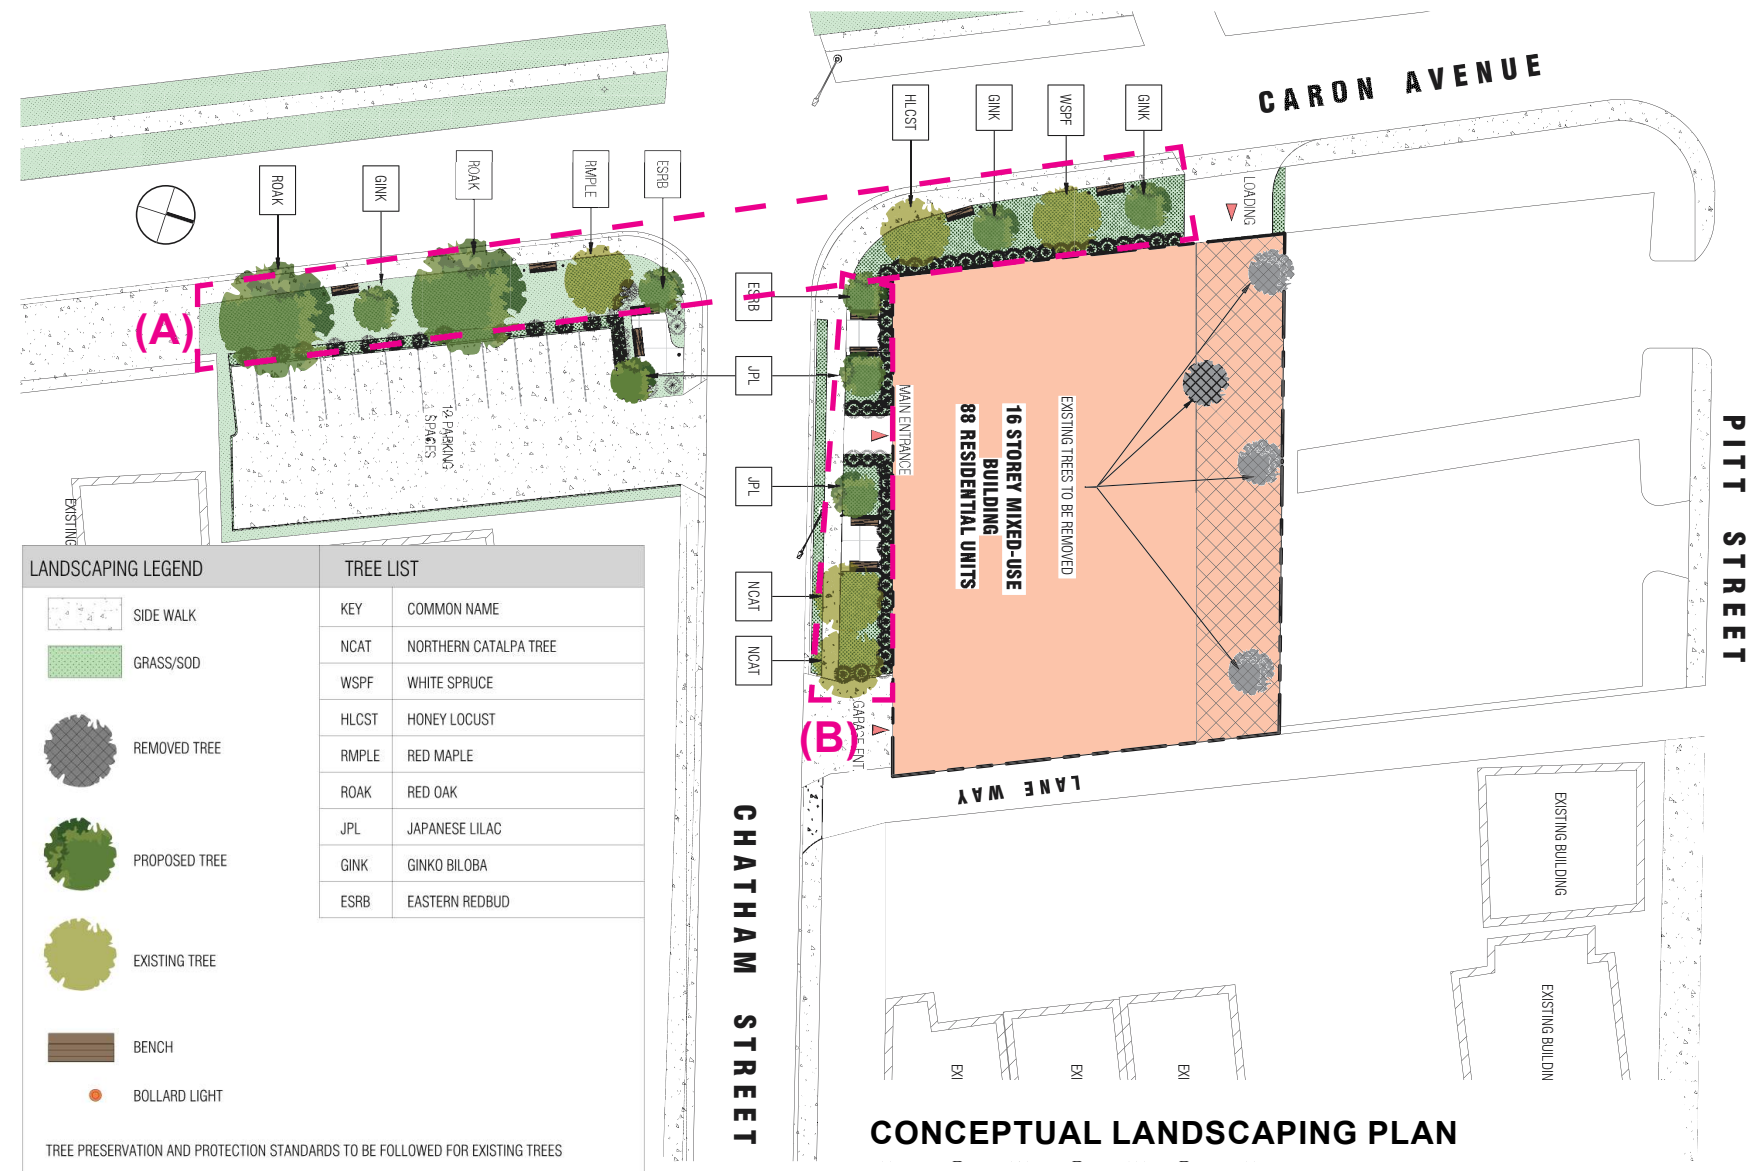 CARON AVENUE
HLCST
GINK
WSPF
GINK
ROAK
GINK
ROAK
RMPLE
ESRB
LOADING
(A)
ESRB
JPL
JPL
NCAT
NCAT
MAIN ENTRANCE
12 PARKING
SPACES
EXISTING TREES TO BE REMOVED
16 STOREY MIXED-USE
BUILDING
88 RESIDENTIAL UNITS
PITT STREET
EXISTING
(B)
GARAGE ENT
LANE WAY
CHATHAM STREET
LANDSCAPING LEGEND
SIDE WALK
GRASS/SOD
REMOVED TREE
PROPOSED TREE
EXISTING TREE
BENCH
BOLLARD LIGHT
TREE LIST
KEY COMMON NAME
NCAT NORTHERN CATALPA TREE
WSPF WHITE SPRUCE
HLCST HONEY LOCUST
RMPLE RED MAPLE
ROAK RED OAK
JPL JAPANESE LILAC
GINK GINKO BILOBA
ESRB EASTERN REDBUD
TREE PRESERVATION AND PROTECTION STANDARDS TO BE FOLLOWED FOR EXISTING TREES
EXISTING BUILDING
EXISTING BUILDIN
EXI
EXI
EXI
CONCEPTUAL LANDSCAPING PLAN